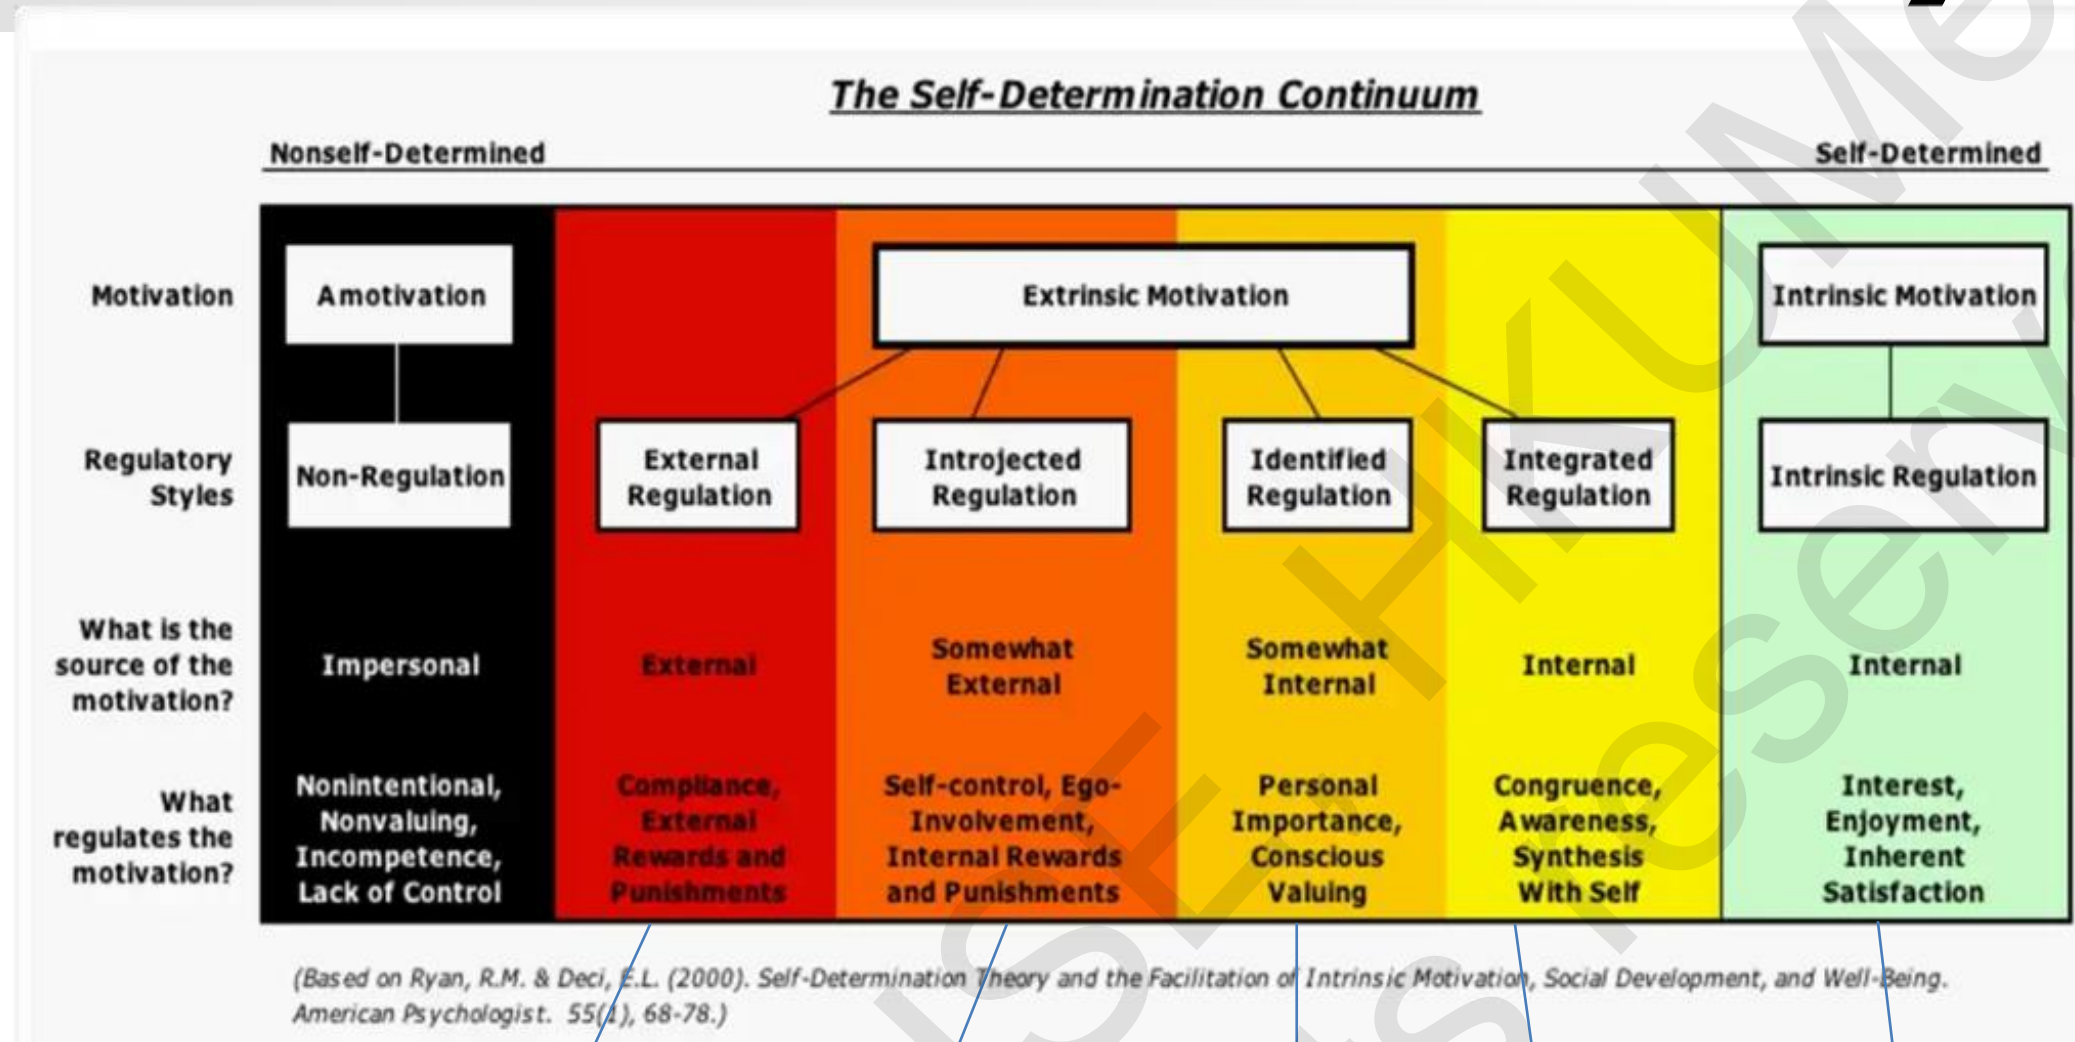 The Self-Determination Continuum
Nonself-Determined
Self-Determined
Motivation
Amotivation
Extrinsic Motivation
Intrinsic Motivation
Regulatory
Styles
Non-Regulation
External
Regulation
Introjected
Regulation
Identified
Regulation
Integrated
Regulation
Intrinsic Regulation
What is the
source of the
motivation?
Impersonal
External
Somewhat
External
Somewhat
Internal
Internal
Internal
What
regulates the
motivation?
Nonintentional,
Nonvaluing,
Incompetence,
Lack of Control
Compliance,
External
Rewards and
Punishments
Self-control, Ego-
Involvement,
Internal Rewards
and Punishments
Personal
Importance,
Conscious
Valuing
Congruence,
Awareness,
Synthesis
With Self
Interest,
Enjoyment,
Inherent
Satisfaction
(Based on Ryan, R.M. & Deci, E.L. (2000). Self-Determination Theory and the Facilitation of Intrinsic Motivation, Social Development, and Well-Being.
American Psychologist. 55(1), 68-78.)